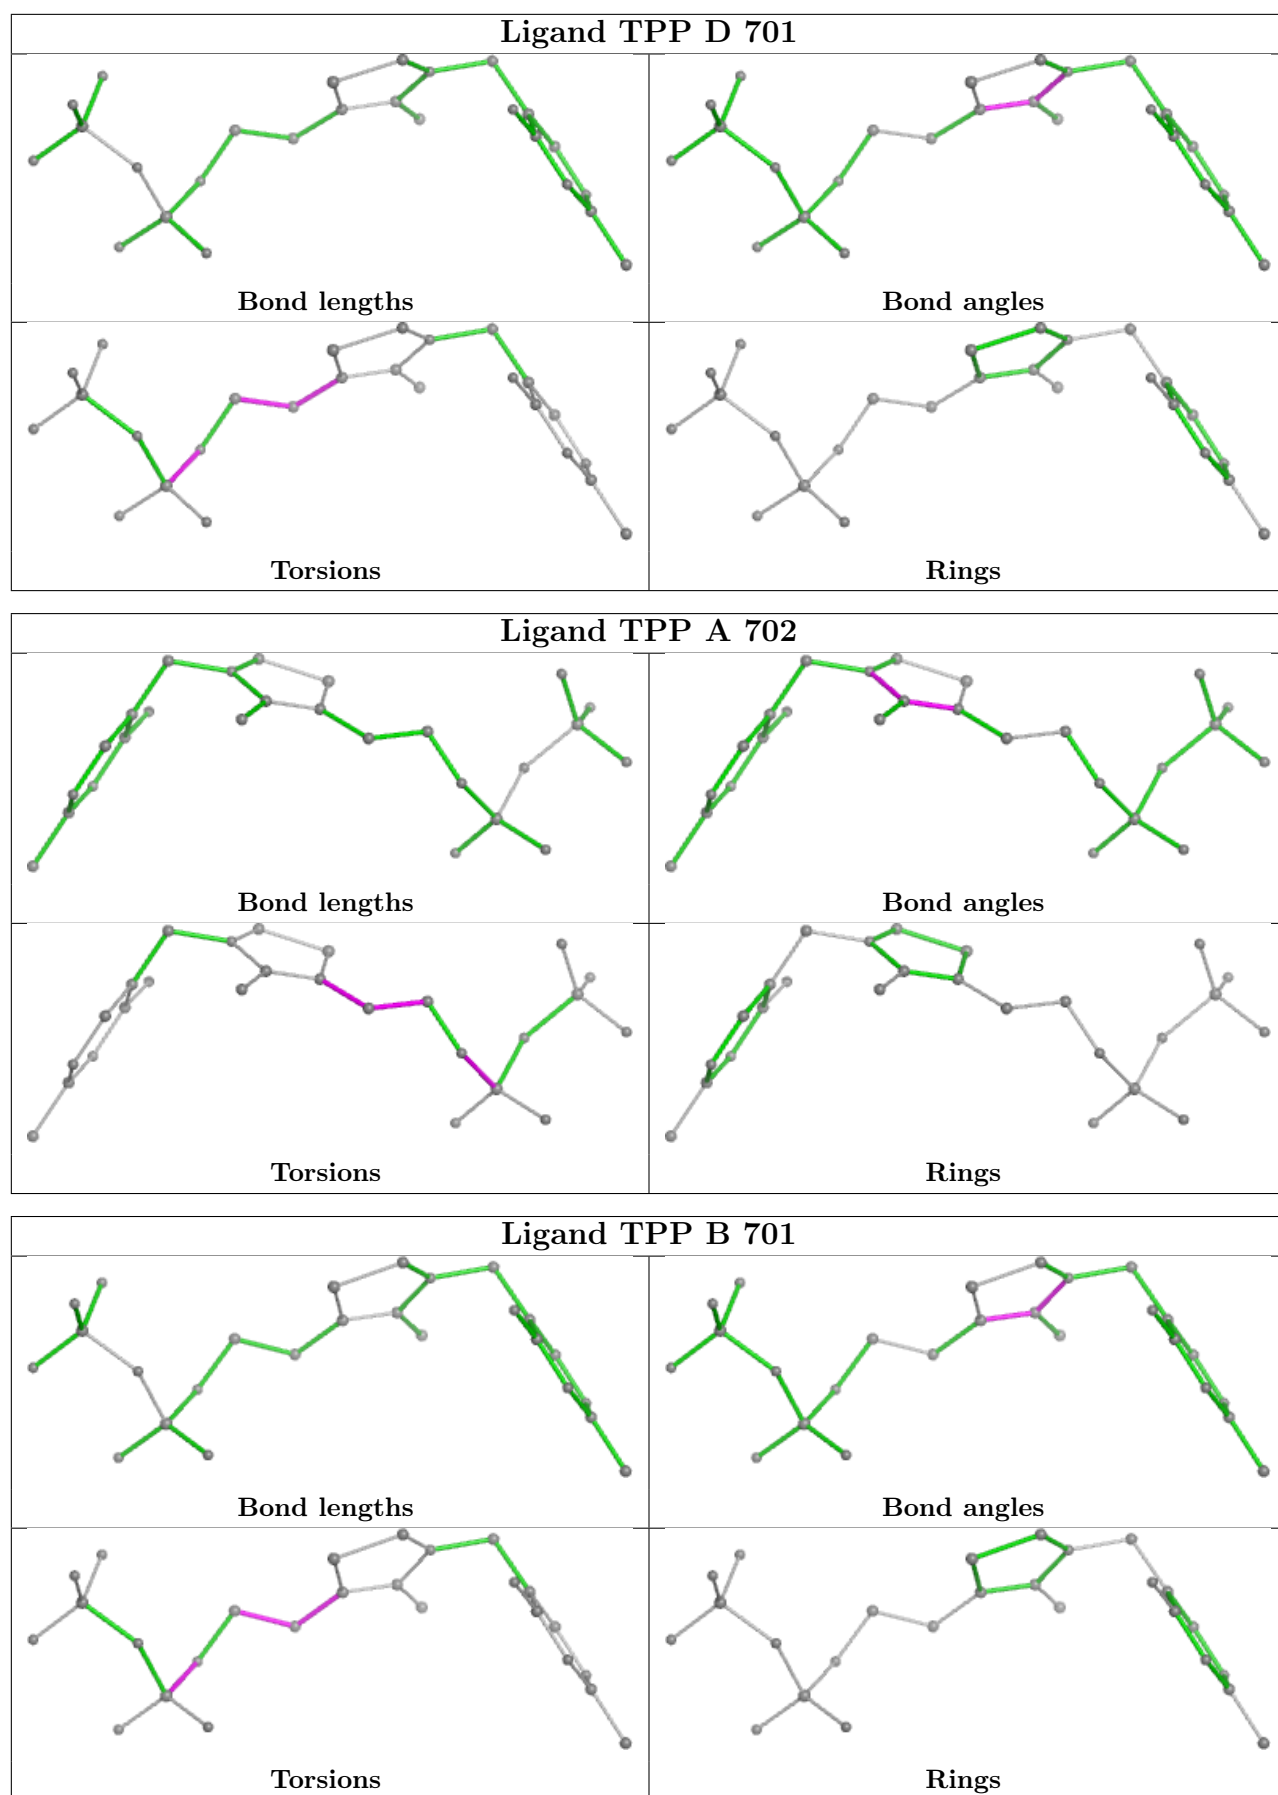 Ligand TPP D 701
Bond lengths
Bond angles
Torsions
Rings
Ligand TPP A 702
Bond lengths
Bond angles
Torsions
Rings
Ligand TPP B 701
Bond lengths
Bond angles
Torsions
Rings